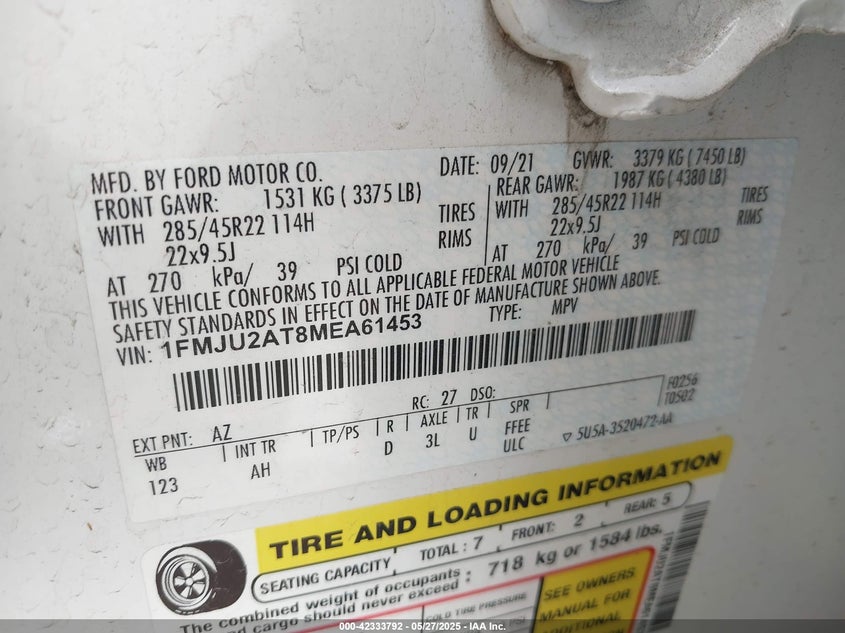 MFD. BY FORD MOTOR CO. DATE: 09/21 GVWR: 3379 KG ( 7450 LB)
FRONT GAWR: 1531 KG ( 3375 LB) REAR GAWR: 1987 KG ( 4380 LB)
WITH 285/45R22 114H TIRES WITH 285/45R22 114H TIRES
22x9.5J RIMS 22x9.5J RIMS
AT 270 kPa/ 39 PSI COLD AT 270 kPa/ 39 PSI COLD
THIS VEHICLE CONFORMS TO ALL APPLICABLE FEDERAL MOTOR VEHICLE
SAFETY STANDARDS IN EFFECT ON THE DATE OF MANUFACTURE SHOWN ABOVE.
VIN: 1FMJU2AT8MEA61453 TYPE: MPV
F0256
T0502
EXT PNT: AZ RC: 27 DSO:
WB INT TR TP/PS R AXLE TR SPR
123 AH D 3L U FFEE
ULC
5U5A-3520472-AA
TIRE AND LOADING INFORMATION
SEATING CAPACITY TOTAL : 7 FRONT: 2 REAR: 5
The combined weight of occupants
and cargo should never exceed : 718 kg or 1584 lbs.
COLD TIRE PRESSURE
SEE OWNERS
MANUAL FOR
ADDITIONAL
000-42333792 - 05/27/2025 - IAA Inc.